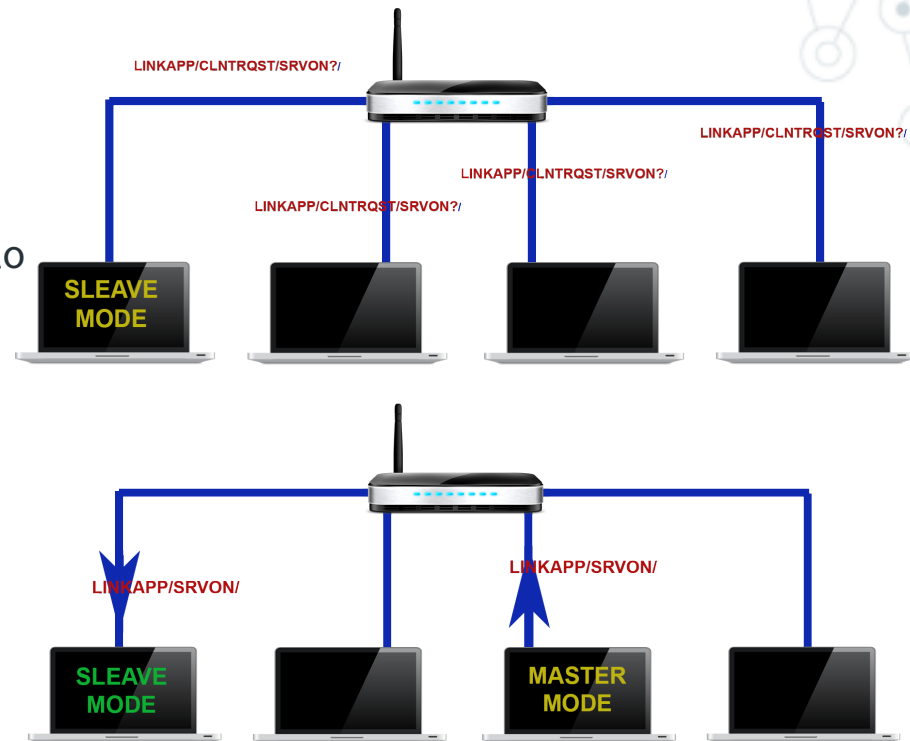 LINKAPP/CLNTRQST/SRVON?/
LINKAPP/CLNTRQST/SRVON?/
LINKAPP/CLNTRQST/SRVON?/
LINKAPP/CLNTRQST/SRVON?/
SLEAVE
MODE
LINKAPP/SRVON/
LINKAPP/SRVON/
SLEAVE
MODE
MASTER
MODE